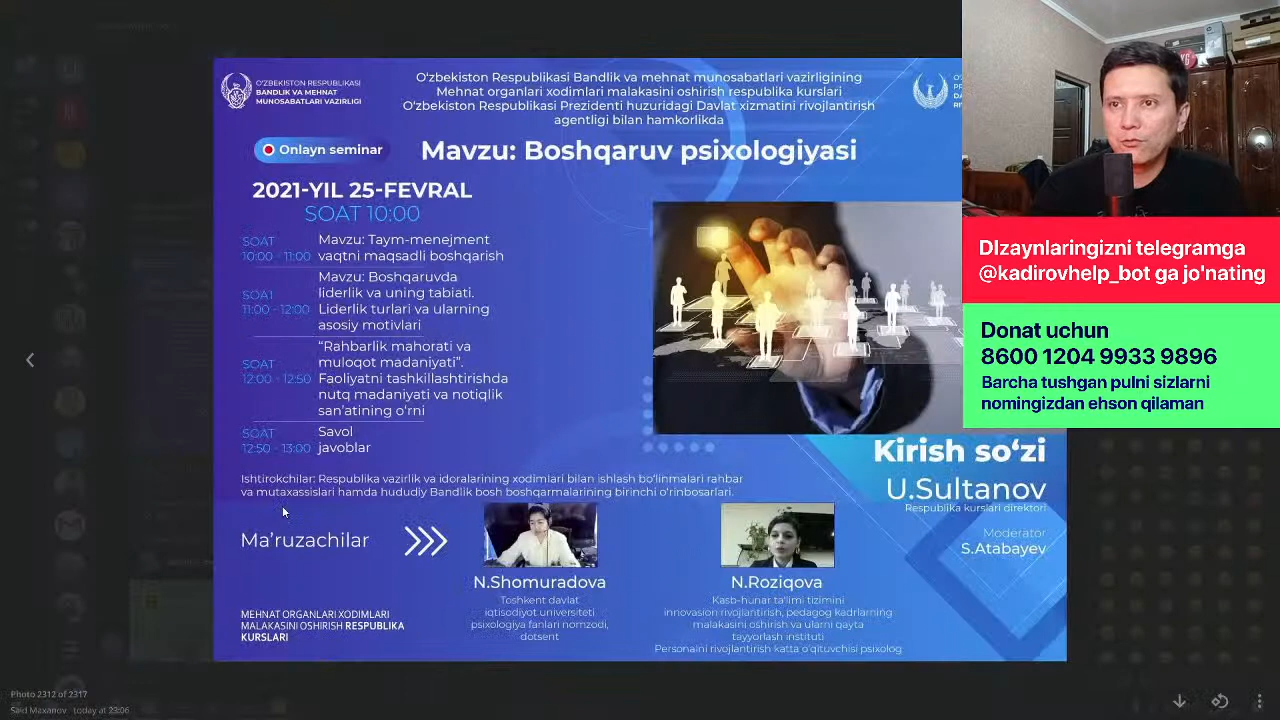 O'ZBEKISTON RESPUBLIKASI
BANDLIK VA MEHNAT
MUNOSABATLARI VAZIRLIGI
O'zbekiston Respublikasi Bandlik va mehnat munosabatlari vazirligining
Mehnat organlari xodimlari malakasini oshirish respublika kurslari
O'zbekiston Respublikasi Prezidenti huzuridagi Davlat xizmatini rivojlantirish
agentligi bilan hamkorlikda
Onlayn seminar
Mavzu: Boshqaruv psixologiyasi
2021-YIL 25-FEVRAL
SOAT 10:00
SOAT
10:00 - 11:00
Mavzu: Taym-menejment
vaqtni maqsadli boshqarish
SOAT
11:00 - 12:00
Mavzu: Boshqaruvda
liderlik va uning tabiati.
Liderlik turlari va ularning
asosiy motivlari
SOAT
12:00 - 12:50
“Rahbarlik mahorati va
muloqot madaniyati”.
Faoliyatni tashkillashtirishda
nutq madaniyati va notiqlik
san'atining o'rni
SOAT
12:50 - 13:00
Savol
javoblar
Ishtirokchilar: Respublika vazirlik va idoralarining xodimlari bilan ishlash bo'linmalari rahbar
va mutaxassislari hamda hududiy Bandlik bosh boshqarmalarining birinchi o'rinbosarlari.
Kirish so‘zi
U.Sultanov
Respublika kurslari direktori
Moderator
S.Atabayev
Ma’ruzachilar
N.Shomuradova
Toshkent davlat
iqtisodiyot universiteti
psixologiya fanlari nomzodi,
dotsent
N.Roziqova
Kasb-hunar ta'limi tizimini
innovasion rivojlantirish, pedagog kadrlarning
malakasini oshirish va ularni qayta
tayyorlash instituti
Personalni rivojlantirish katta o'qituvchisi psixolog
MEHNAT ORGANLARI XODIMLARI
MALAKASINI OSHIRISH RESPUBLIKA
KURSLARI
DIzaynlaringizni telegramga
@kadirovhelp_bot ga jo'nating
Donat uchun
8600 1204 9933 9896
Barcha tushgan pulni sizlarni
nomingizdan ehson qilaman
Photo 2312 of 2317
Said Maxanov today at 23:06